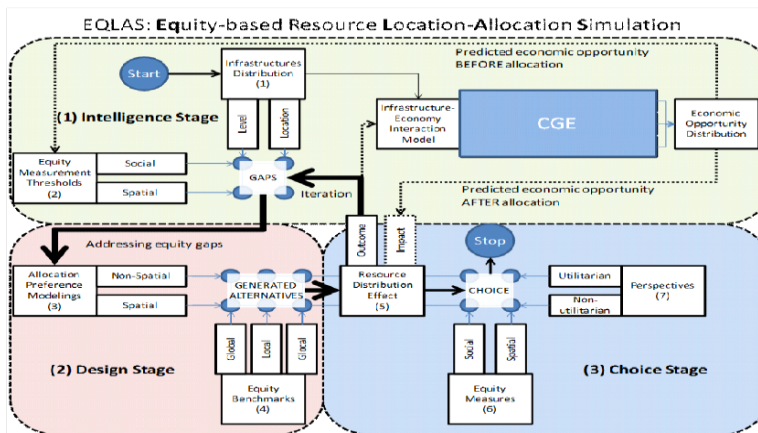 EQLAS: Equity-based Resource Location-Allocation Simulation
Predicted economic opportunity
BEFORE allocation
Start
Infrastructures
Distribution
(1)
(1) Intelligence Stage
Level
Location
Infrastructure-
Economy
Interaction
Model
CGE
Economic
Opportunity
Distribution
Equity
Measurement
Thresholds
(2)
Social
Spatial
GAPS
Iteration
Predicted economic opportunity
AFTER allocation
Addressing equity gaps
Outcome
Impact
Stop
Allocation
Preference
Modelings
(3)
Non-Spatial
Spatial
GENERATED
ALTERNATIVES
Resource
Distribution
Effect
(5)
CHOICE
Utilitarian
Non-
utilitarian
Perspectives
(7)
Global
Local
Glocal
Social
Spatial
(2) Design Stage
Equity
Benchmarks
(4)
Equity
Measures
(6)
(3) Choice Stage